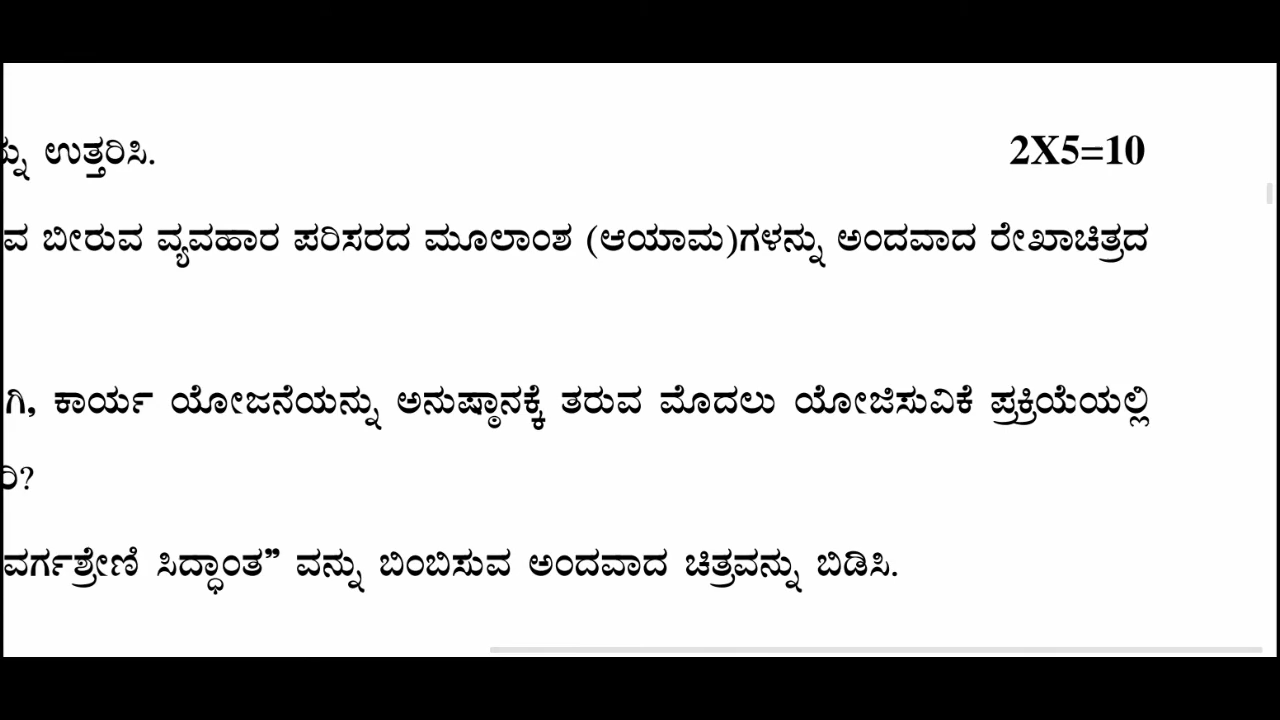 ಉತ್ತರಿಸಿ. 2X5=10
ವ ಬೀರುವ ವ್ಯವಹಾರ ಪರಿಸರದ ಮೂಲಾಂಶ (ಆಯಾಮ)ಗಳನ್ನು ಅಂದವಾದ ರೇಖಾಚಿತ್ರದ
ಗಿ, ಕಾರ್ಯ ಯೋಜನೆಯನ್ನು ಅನುಷ್ಠಾನಕ್ಕೆ ತರುವ ಮೊದಲು ಯೋಜಿಸುವಿಕೆ ಪ್ರಕ್ರಿಯೆಯಲ್ಲಿ
ರಿ?
ವರ್ಗಶ್ರೇಣಿ ಸಿದ್ಧಾಂತ” ವನ್ನು ಬಿಂಬಿಸುವ ಅಂದವಾದ ಚಿತ್ರವನ್ನು ಬಿಡಿಸಿ.